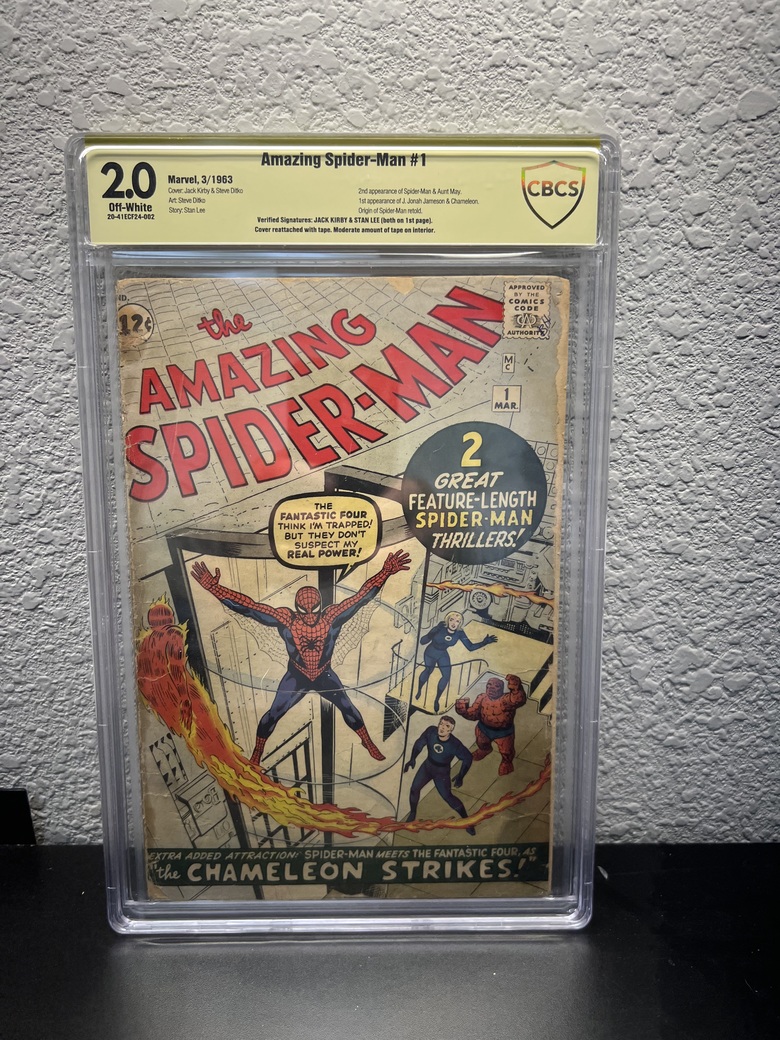 Amazing Spider-Man #1
2.0
Off-White
20-41ECF24-002
Marvel, 3/1963
Cover: Jack Kirby & Steve Ditko
Art: Steve Ditko
Story: Stan Lee
2nd appearance of Spider-Man & Aunt May.
1st appearance of J. Jonah Jameson & Chameleon.
Origin of Spider-Man retold.
Verified Signatures: JACK KIRBY & STAN LEE (both on 1st page).
Cover reattached with tape. Moderate amount of tape on interior.
CBCS
ND.
12¢
APPROVED
BY THE
COMICS
CODE
AUTHORITY
the
AMAZING
SPIDER-MAN
MC
1
MAR.
2
GREAT
FEATURE-LENGTH
SPIDER-MAN
THRILLERS!
THE
FANTASTIC FOUR
THINK I'M TRAPPED!
BUT THEY DON'T
SUSPECT MY
REAL POWER!
EXTRA ADDED ATTRACTION: SPIDER-MAN MEETS THE FANTASTIC FOUR, AS
"the CHAMELEON STRIKES!"